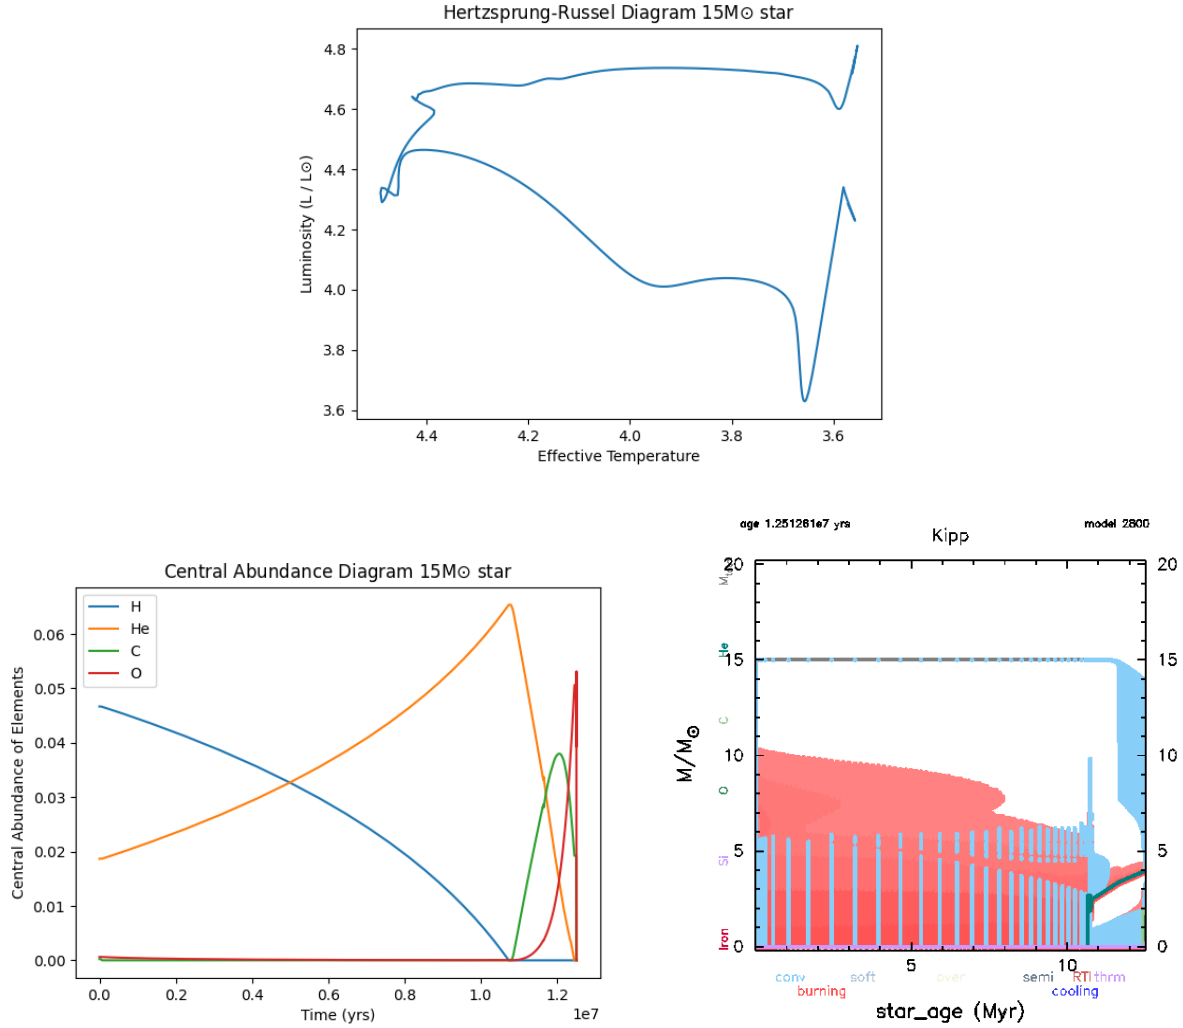 Hertzsprung-Russel Diagram 15M⊙ star
4.8
4.6
4.4
4.2
4.0
3.8
3.6
Luminosity (L / L⊙)
4.4 4.2 4.0 3.8 3.6
Effective Temperature
Central Abundance Diagram 15M⊙ star
H
He
C
O
0.06
0.05
0.04
0.03
0.02
0.01
0.00
Central Abundance of Elements
0.0 0.2 0.4 0.6 0.8 1.0 1.2
1e7
Time (yrs)
age 1.251261e7 yrs
model 2800
Kipp
20 20
15 15
10 10
5 5
0 0
M/M⊙
He
C
O
Si
Iron
5 10
conv soft over semi RTI thrm
burning cooling
star_age (Myr)